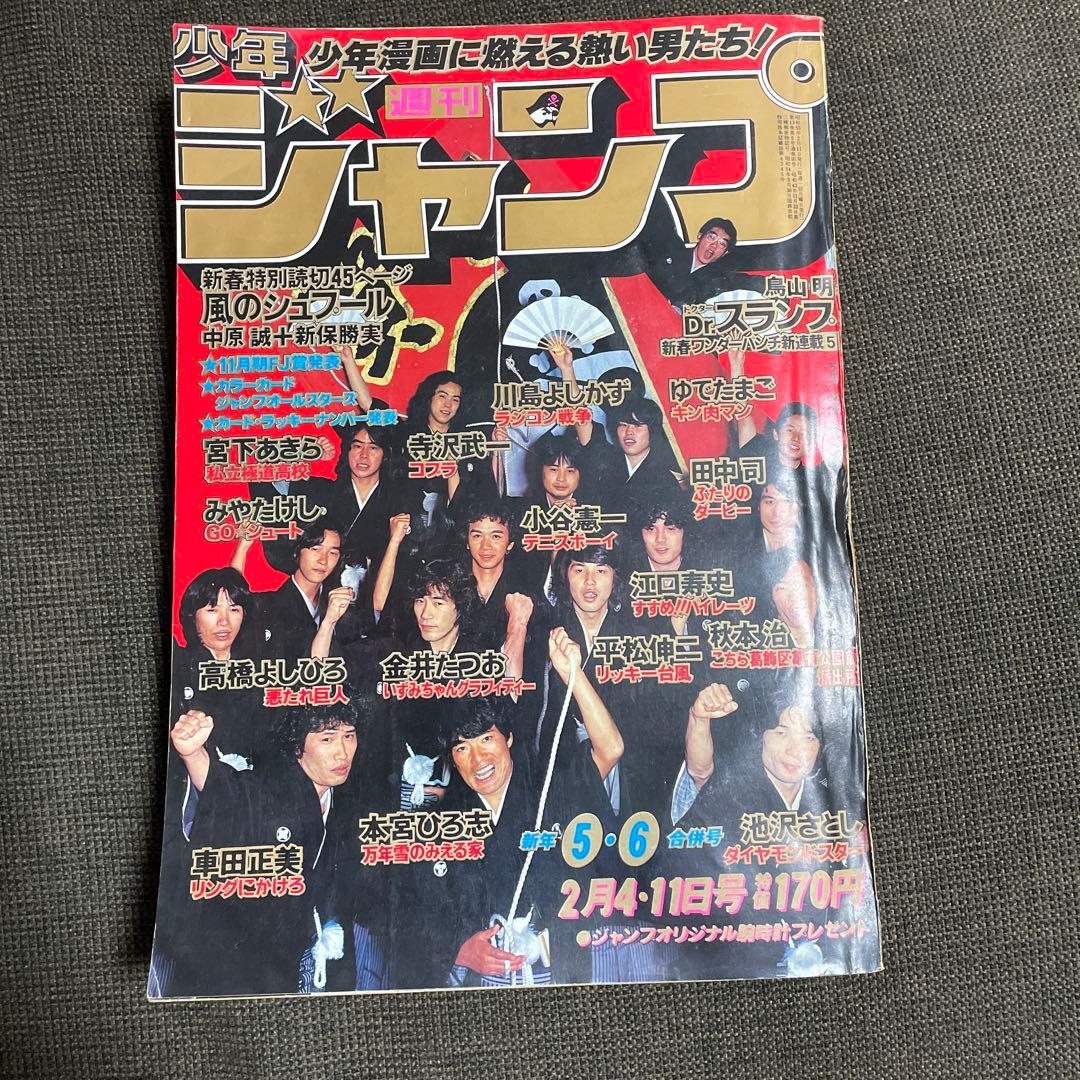 少年漫画に燃える熱い男たち!
少年
週刊
ジャンプ
新春特別読切45ページ
風のシュプール
中原 誠+新保勝実
★11月期FJ賞発表
★カラーカード
ジャンプオールスターズ
★カード・ラッキーナンバー発表
鳥山 明
ドクター
Dr.スランプ
新春ワンダーパンチ新連載5
川島よしかず
ラジコン戦争
ゆでたまご
キン肉マン
宮下あきら
私立極道高校
寺沢武一
コブラ
田中 司
ふたりの
ダービー
みやたけし
GO☆シュート
小谷憲一
テニスボーイ
江口寿史
すすめ!!パイレーツ
高橋よしひろ
悪たれ巨人
金井たつお
いずみちゃんグラフィティー
平松伸二
リッキー台風
秋本 治
こちら葛飾区亀有公園前
派出所
車田正美
リングにかけろ
本宮ひろ志
万年雪のみえる家
池沢さとし
ダイヤモンドスター
新年5・6合併号
2月4・11日号 特価170円
●ジャンプオリジナル腕時計プレゼント